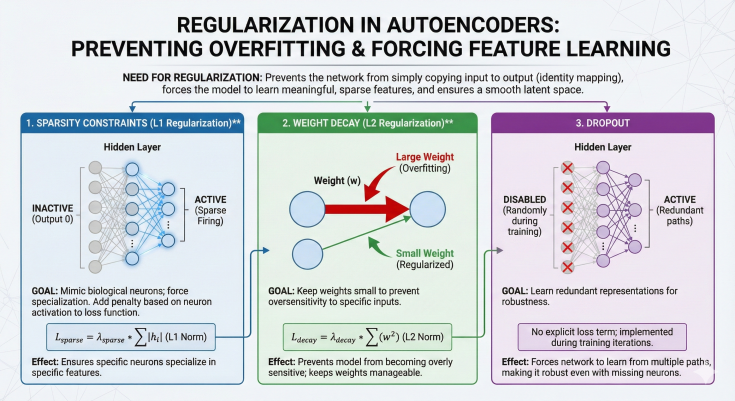 REGULARIZATION IN AUTOENCODERS:
PREVENTING OVERFITTING & FORCING FEATURE LEARNING
NEED FOR REGULARIZATION: Prevents the network from simply copying input to output (identity mapping),
forces the model to learn meaningful, sparse features, and ensures a smooth latent space.
1. SPARSITY CONSTRAINTS (L1 Regularization)**
Hidden Layer
INACTIVE
(Output 0)
ACTIVE
(Sparse
Firing)
GOAL: Mimic biological neurons; force
specialization. Add penalty based on neuron
activation to loss function.
L_sparse = λ_sparse * ∑ |h_i| (L1 Norm)
Effect: Ensures specific neurons specialize in
specific features.
2. WEIGHT DECAY (L2 Regularization)**
Weight (w)
Large Weight
(Overfitting)
Small Weight
(Regularized)
GOAL: Keep weights small to prevent
oversensitivity to specific inputs.
L_decay = λ_decay * ∑(w²) (L2 Norm)
Effect: Prevents model from becoming overly
sensitive; keeps weights manageable.
3. DROPOUT
Hidden Layer
DISABLED
(Randomly
during
training)
ACTIVE
(Redundant
paths)
GOAL: Learn redundant representations for
robustness.
No explicit loss term; implemented
during training iterations.
Effect: Forces network to learn from multiple paths,
making it robust even with missing neurons.